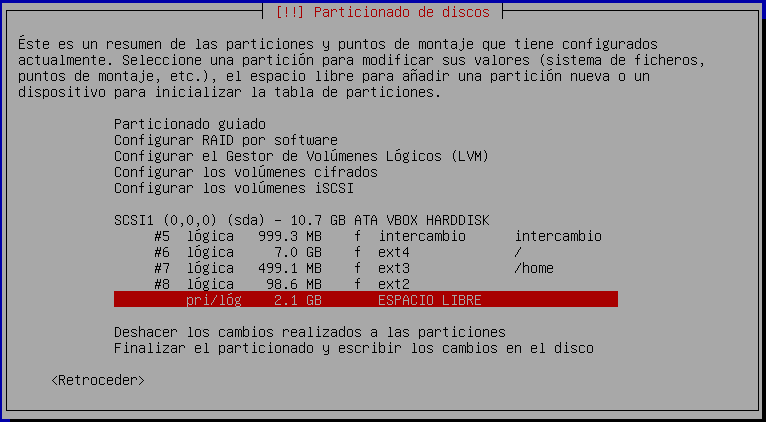 [!!] Particionado de discos
Éste es un resumen de las particiones y puntos de montaje que tiene configurados
actualmente. Seleccione una partición para modificar sus valores (sistema de ficheros,
puntos de montaje, etc.), el espacio libre para añadir una partición nueva o un
dispositivo para inicializar la tabla de particiones.
Particionado guiado
Configurar RAID por software
Configurar el Gestor de Volúmenes Lógicos (LVM)
Configurar los volúmenes cifrados
Configurar los volúmenes iSCSI
SCSI1 (0,0,0) (sda) - 10.7 GB ATA VBOX HARDDISK
#5 lógica 999.3 MB f intercambio intercambio
#6 lógica 7.0 GB f ext4 /
#7 lógica 499.1 MB f ext3 /home
#8 lógica 98.6 MB f ext2
pri/lóg 2.1 GB ESPACIO LIBRE
Deshacer los cambios realizados a las particiones
Finalizar el particionado y escribir los cambios en el disco
<Retroceder>